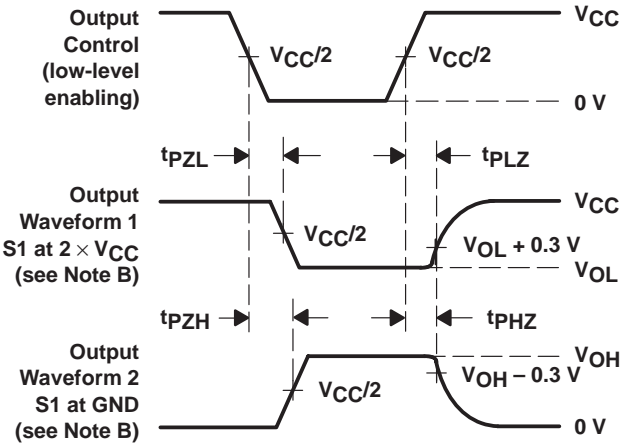 Output
Control
(low-level
enabling)
VCC/2
VCC/2
VCC
0 V
tPZL
tPLZ
Output
Waveform 1
S1 at 2 × VCC
(see Note B)
VCC/2
VCC
VOL + 0.3 V
VOL
tPZH
tPHZ
Output
Waveform 2
S1 at GND
(see Note B)
VCC/2
VOH
VOH – 0.3 V
0 V